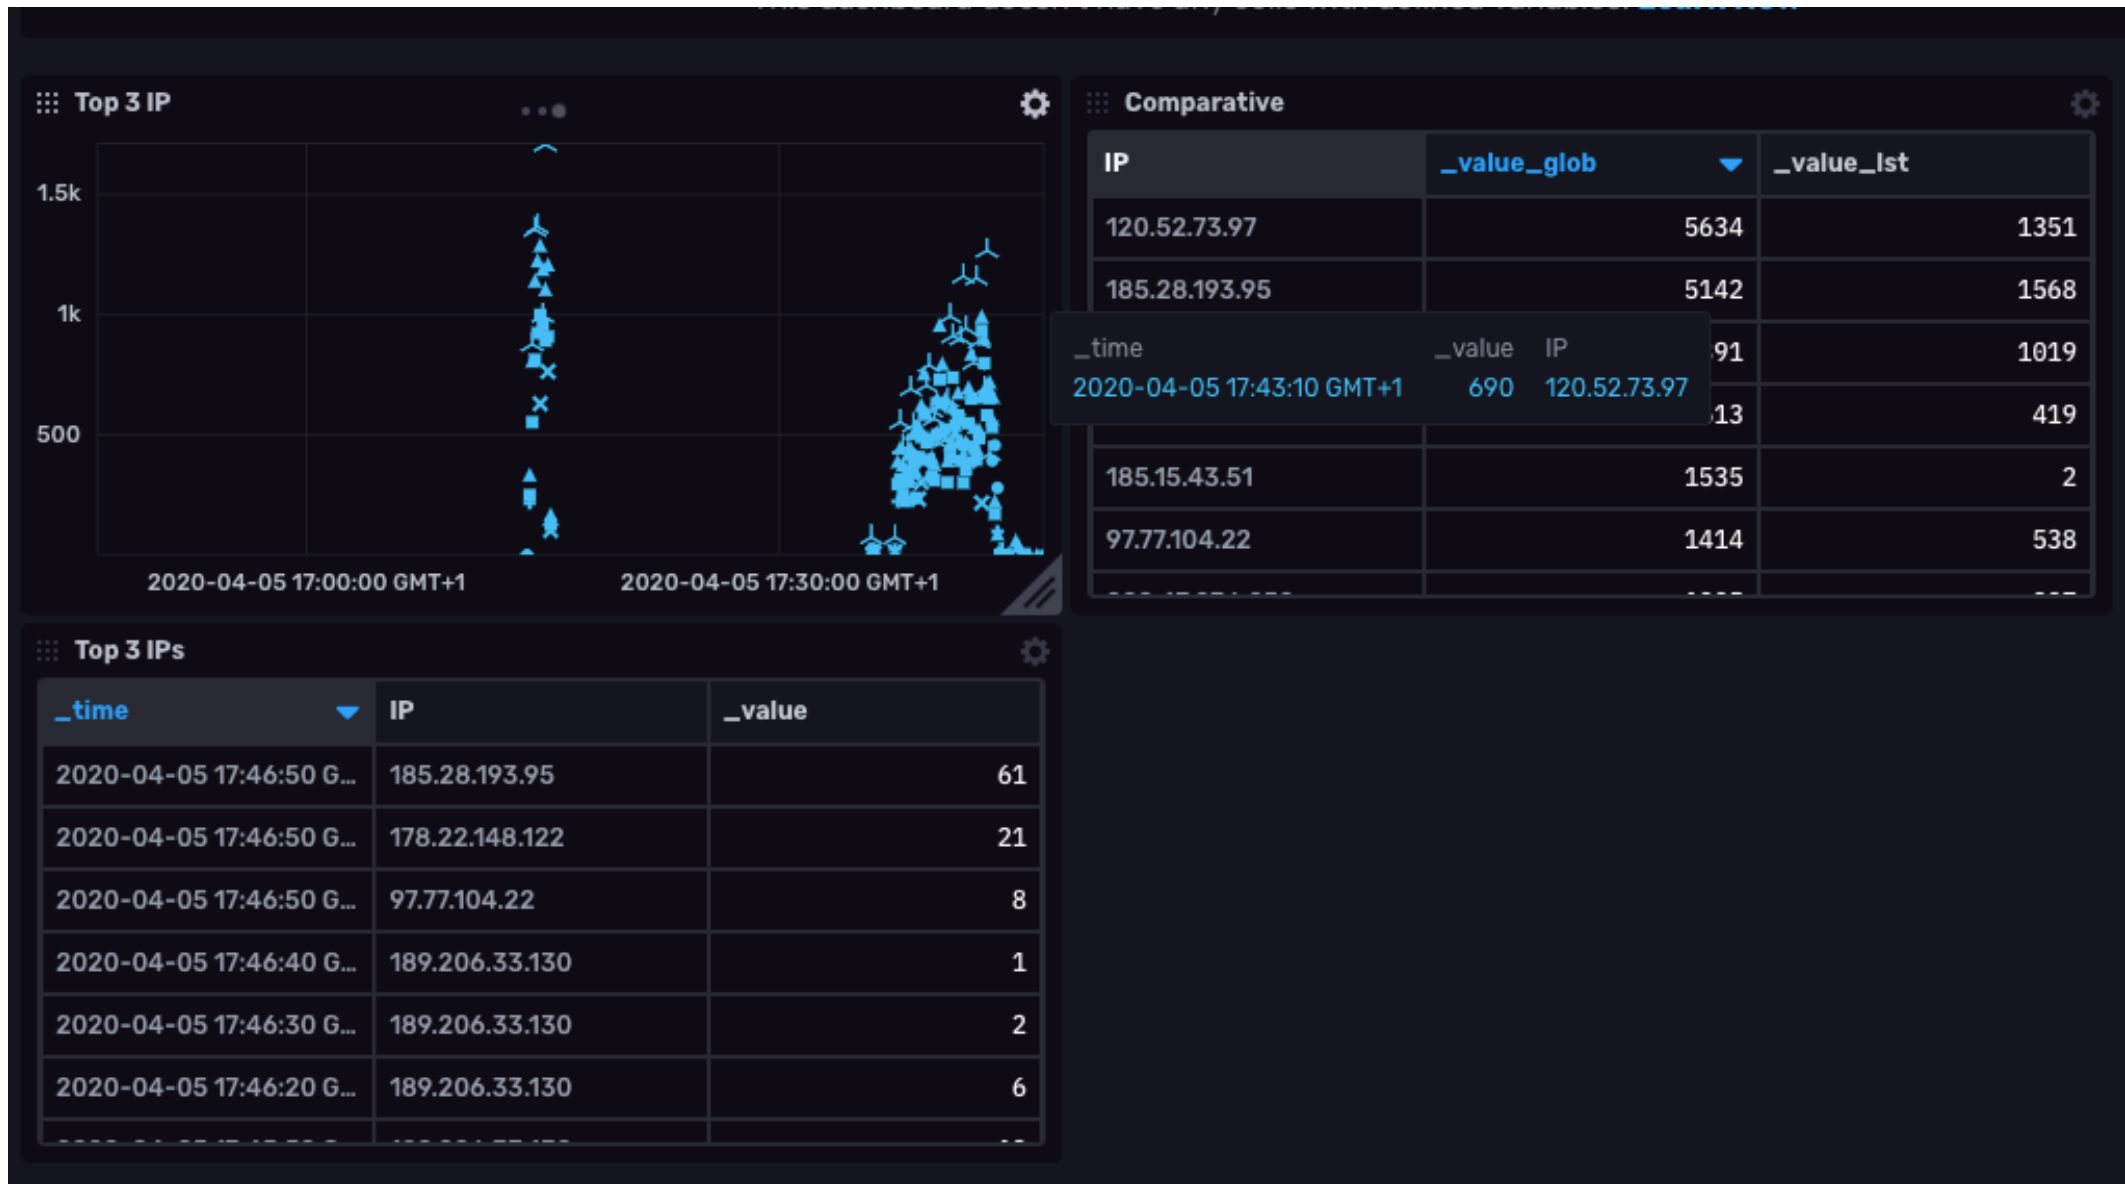 Top 3 IP
1.5k
1k
500
2020-04-05 17:00:00 GMT+1
2020-04-05 17:30:00 GMT+1
Comparative
IP _value_glob _value_lst
120.52.73.97 5634 1351
185.28.193.95 5142 1568
_time _value IP
2020-04-05 17:43:10 GMT+1 690 120.52.73.97
91 1019
13 419
185.15.43.51 1535 2
97.77.104.22 1414 538
Top 3 IPs
_time IP _value
2020-04-05 17:46:50 G... 185.28.193.95 61
2020-04-05 17:46:50 G... 178.22.148.122 21
2020-04-05 17:46:50 G... 97.77.104.22 8
2020-04-05 17:46:40 G... 189.206.33.130 1
2020-04-05 17:46:30 G... 189.206.33.130 2
2020-04-05 17:46:20 G... 189.206.33.130 6